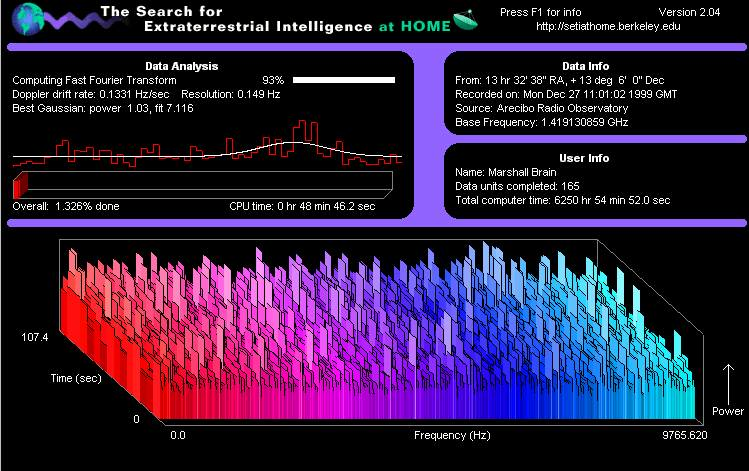 The Search for
Extraterrestrial Intelligence at HOME
Press F1 for info Version 2.04
http://setiathome.berkeley.edu
Data Analysis
Computing Fast Fourier Transform 93%
Doppler drift rate: 0.1331 Hz/sec Resolution: 0.149 Hz
Best Gaussian: power 1.03, fit 7.116
Overall: 1.326% done CPU time: 0 hr 48 min 46.2 sec
Data Info
From: 13 hr 32' 38" RA, + 13 deg 6' 0" Dec
Recorded on: Mon Dec 27 11:01:02 1999 GMT
Source: Arecibo Radio Observatory
Base Frequency: 1.419130859 GHz
User Info
Name: Marshall Brain
Data units completed: 165
Total computer time: 6250 hr 54 min 52.0 sec
107.4
Time (sec)
0
0.0 Frequency (Hz) 9765.620
Power